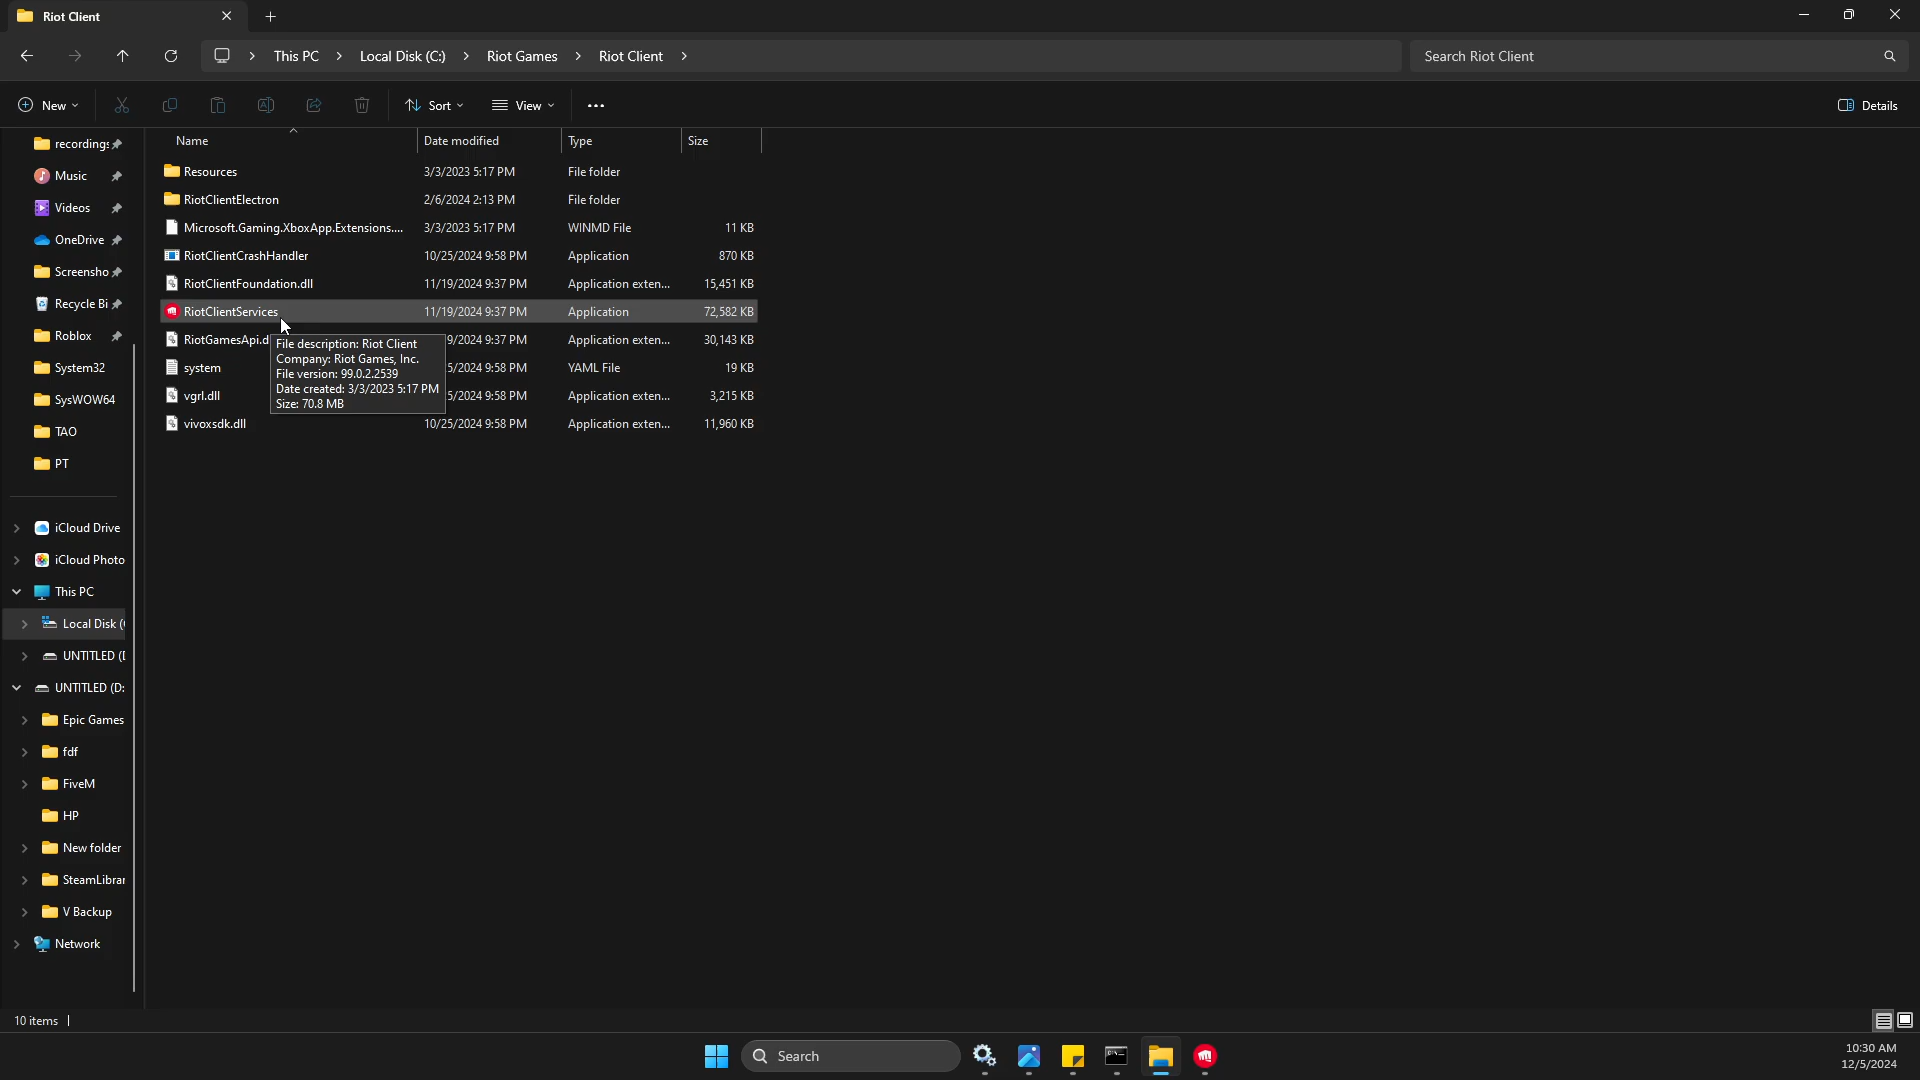 Riot Client
This PC
Local Disk (C:)
Riot Games
Riot Client
Search Riot Client
New
Sort
View
Details
Name
Date modified
Type
Size
Resources 3/3/2023 5:17 PM File folder
RiotClientElectron 2/6/2024 2:13 PM File folder
Microsoft.Gaming.XboxApp.Extensions.... 3/3/2023 5:17 PM WINMD File 11 KB
RiotClientCrashHandler 10/25/2024 9:58 PM Application 870 KB
RiotClientFoundation.dll 11/19/2024 9:37 PM Application exten... 15,451 KB
RiotClientServices 11/19/2024 9:37 PM Application 72,582 KB
RiotGamesApi.d 9/2024 9:37 PM Application exten... 30,143 KB
system 5/2024 9:58 PM YAML File 19 KB
vgrl.dll 5/2024 9:58 PM Application exten... 3,215 KB
vivoxsdk.dll 10/25/2024 9:58 PM Application exten... 11,960 KB
File description: Riot Client
Company: Riot Games, Inc.
File version: 99.0.2.2539
Date created: 3/3/2023 5:17 PM
Size: 70.8 MB
recordings
Music
Videos
OneDrive
Screensho
Recycle Bi
Roblox
System32
SysWOW64
TAO
PT
iCloud Drive
iCloud Photo
This PC
Local Disk (
UNTITLED (
UNTITLED (D:
Epic Games
fdf
FiveM
HP
New folder
SteamLibrar
V Backup
Network
10 items
Search
10:30 AM
12/5/2024